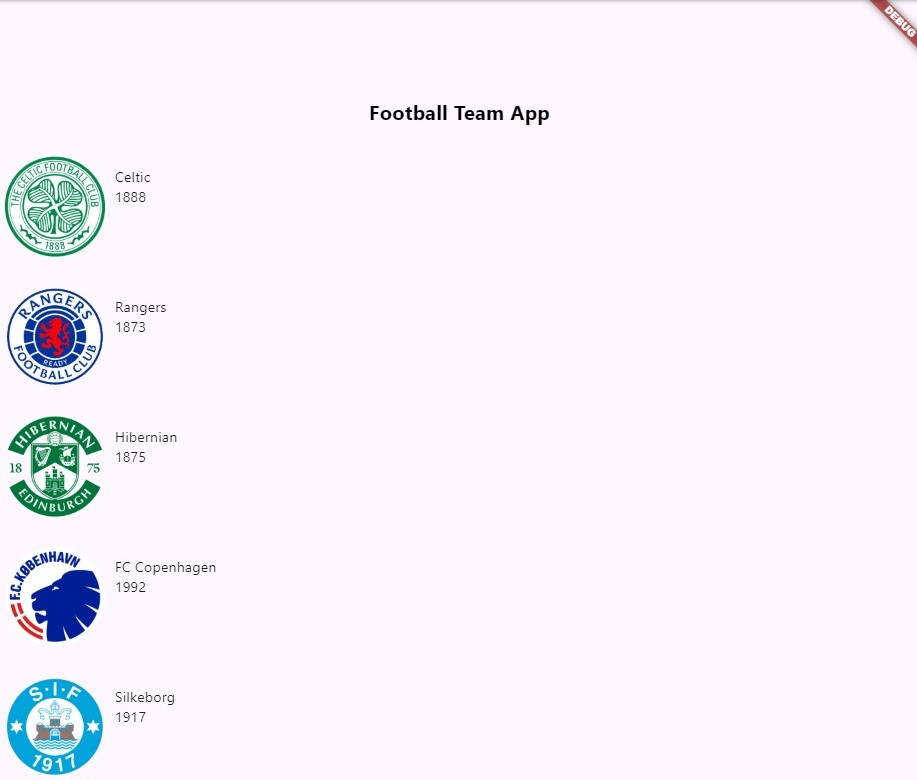 DEBUG
Football Team App
THE CELTIC FOOTBALL CLUB
1888
Celtic
1888
RANGERS
FOOTBALL CLUB
READY
Rangers
1873
HIBERNIAN
18 75
EDINBURGH
Hibernian
1875
F.C. KØBENHAVN
FC Copenhagen
1992
S·I·F
1917
Silkeborg
1917